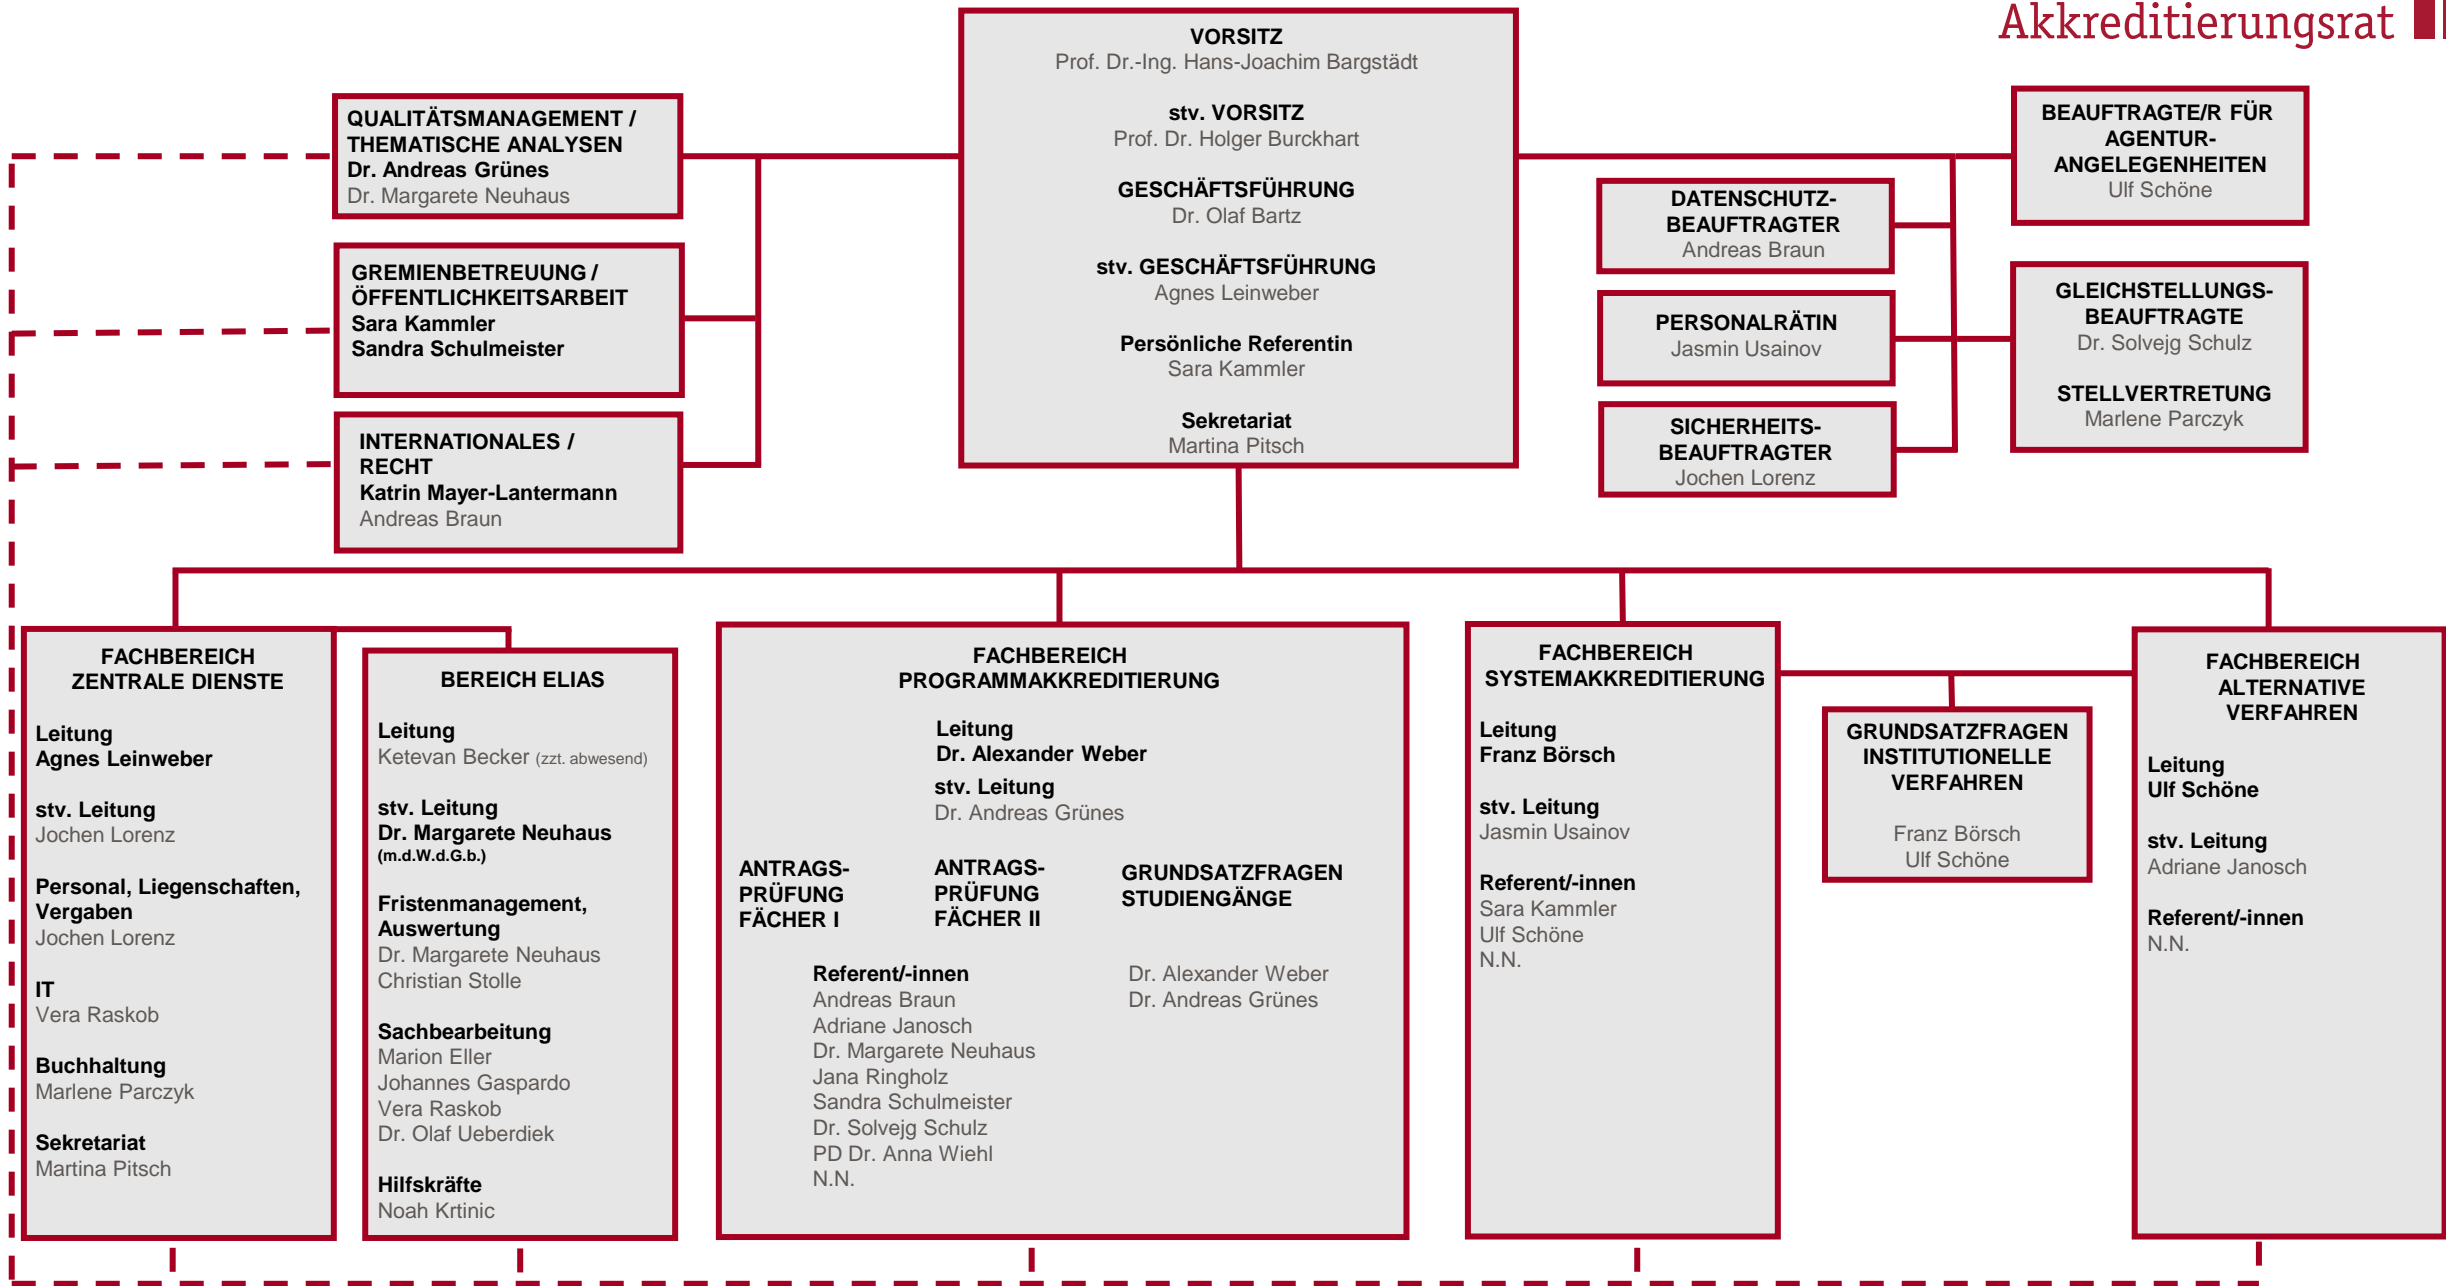 Akkreditierungsrat
VORSITZ
Prof. Dr.-Ing. Hans-Joachim Bargstädt
stv. VORSITZ
Prof. Dr. Holger Burckhart
GESCHÄFTSFÜHRUNG
Dr. Olaf Bartz
stv. GESCHÄFTSFÜHRUNG
Agnes Leinweber
Persönliche Referentin
Sara Kammler
Sekretariat
Martina Pitsch
QUALITÄTSMANAGEMENT /
THEMATISCHE ANALYSEN
Dr. Andreas Grünes
Dr. Margarete Neuhaus
GREMIENBETREUUNG /
ÖFFENTLICHKEITSARBEIT
Sara Kammler
Sandra Schulmeister
INTERNATIONALES /
RECHT
Katrin Mayer-Lantermann
Andreas Braun
DATENSCHUTZ-
BEAUFTRAGTER
Andreas Braun
PERSONALRÄTIN
Jasmin Usainov
SICHERHEITS-
BEAUFTRAGTER
Jochen Lorenz
BEAUFTRAGTE/R FÜR
AGENTUR-
ANGELEGENHEITEN
Ulf Schöne
GLEICHSTELLUNGS-
BEAUFTRAGTE
Dr. Solvejg Schulz
STELLVERTRETUNG
Marlene Parczyk
FACHBEREICH
ZENTRALE DIENSTE
Leitung
Agnes Leinweber
stv. Leitung
Jochen Lorenz
Personal, Liegenschaften,
Vergaben
Jochen Lorenz
IT
Vera Raskob
Buchhaltung
Marlene Parczyk
Sekretariat
Martina Pitsch
BEREICH ELIAS
Leitung
Ketevan Becker (zzt. abwesend)
stv. Leitung
Dr. Margarete Neuhaus
(m.d.W.d.G.b.)
Fristenmanagement,
Auswertung
Dr. Margarete Neuhaus
Christian Stolle
Sachbearbeitung
Marion Eller
Johannes Gaspardo
Vera Raskob
Dr. Olaf Ueberdiek
Hilfskräfte
Noah Krtinic
FACHBEREICH
PROGRAMMAKKREDITIERUNG
Leitung
Dr. Alexander Weber
stv. Leitung
Dr. Andreas Grünes
ANTRAGS-
PRÜFUNG
FÄCHER I
ANTRAGS-
PRÜFUNG
FÄCHER II
GRUNDSATZFRAGEN
STUDIENGÄNGE
Referent/-innen
Andreas Braun
Adriane Janosch
Dr. Margarete Neuhaus
Jana Ringholz
Sandra Schulmeister
Dr. Solvejg Schulz
PD Dr. Anna Wiehl
N.N.
Dr. Alexander Weber
Dr. Andreas Grünes
FACHBEREICH
SYSTEMAKKREDITIERUNG
Leitung
Franz Börsch
stv. Leitung
Jasmin Usainov
Referent/-innen
Sara Kammler
Ulf Schöne
N.N.
GRUNDSATZFRAGEN
INSTITUTIONELLE
VERFAHREN
Franz Börsch
Ulf Schöne
FACHBEREICH
ALTERNATIVE
VERFAHREN
Leitung
Ulf Schöne
stv. Leitung
Adriane Janosch
Referent/-innen
N.N.